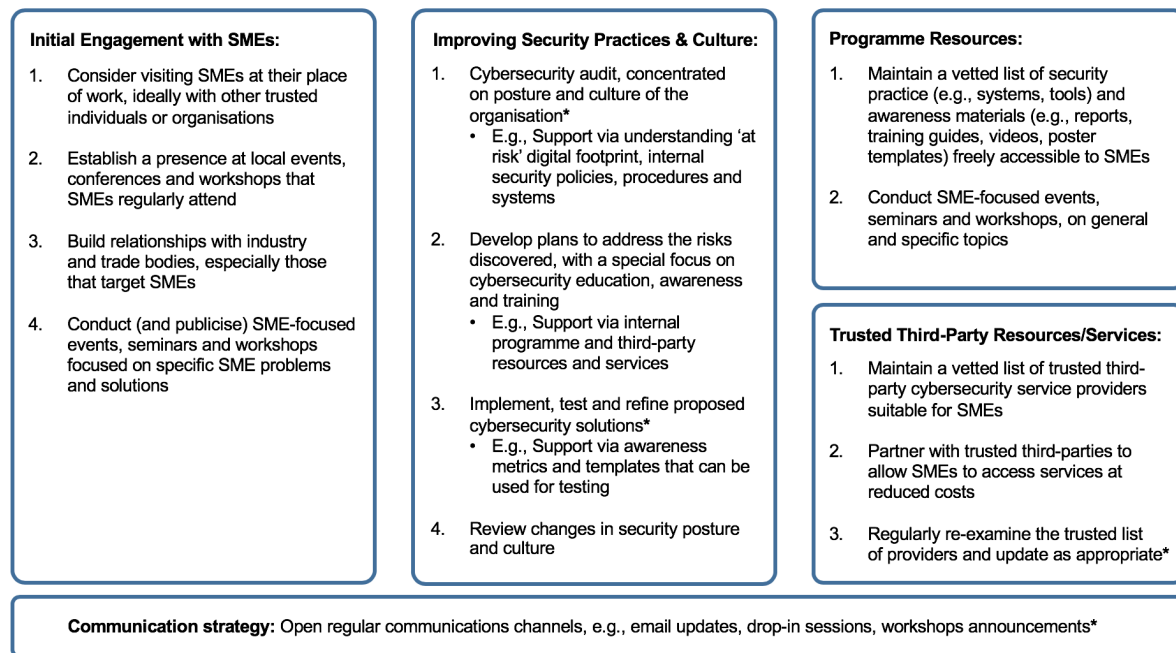 Initial Engagement with SMEs:
1. Consider visiting SMEs at their place
of work, ideally with other trusted
individuals or organisations
2. Establish a presence at local events,
conferences and workshops that
SMEs regularly attend
3. Build relationships with industry
and trade bodies, especially those
that target SMEs
4. Conduct (and publicise) SME-focused
events, seminars and workshops
focused on specific SME problems
and solutions
Improving Security Practices & Culture:
1. Cybersecurity audit, concentrated
on posture and culture of the
organisation*
• E.g., Support via understanding ‘at
risk’ digital footprint, internal
security policies, procedures and
systems
2. Develop plans to address the risks
discovered, with a special focus on
cybersecurity education, awareness
and training
• E.g., Support via internal
programme and third-party
resources and services
3. Implement, test and refine proposed
cybersecurity solutions*
• E.g., Support via awareness
metrics and templates that can be
used for testing
4. Review changes in security posture
and culture
Programme Resources:
1. Maintain a vetted list of security
practice (e.g., systems, tools) and
awareness materials (e.g., reports,
training guides, videos, poster
templates) freely accessible to SMEs
2. Conduct SME-focused events,
seminars and workshops, on general
and specific topics
Trusted Third-Party Resources/Services:
1. Maintain a vetted list of trusted third-
party cybersecurity service providers
suitable for SMEs
2. Partner with trusted third-parties to
allow SMEs to access services at
reduced costs
3. Regularly re-examine the trusted list
of providers and update as appropriate*
Communication strategy: Open regular communications channels, e.g., email updates, drop-in sessions, workshops announcements*